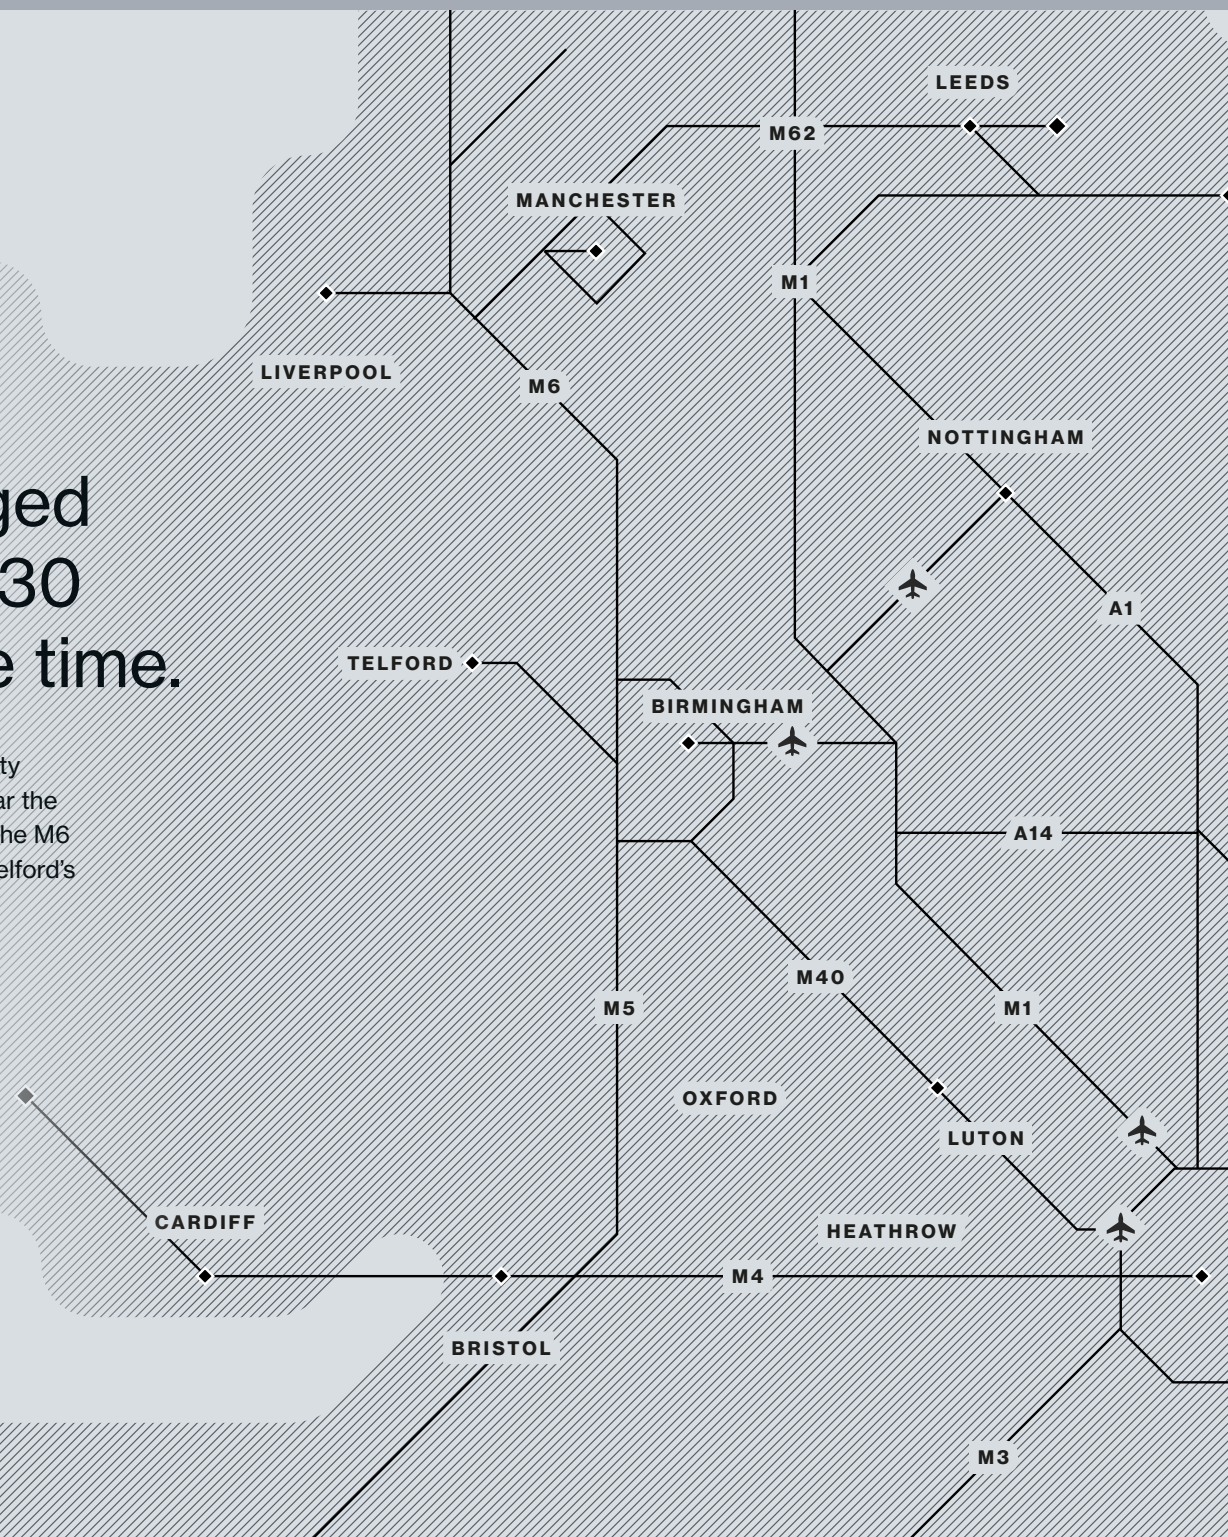 LEEDS
M62
MANCHESTER
M1
LIVERPOOL
M6
NOTTINGHAM
ged
30
e time.
A1
TELFORD
BIRMINGHAM
ty
ar the
he M6
elford's
A14
M40
M5
M1
OXFORD
LUTON
CARDIFF
HEATHROW
M4
BRISTOL
M3